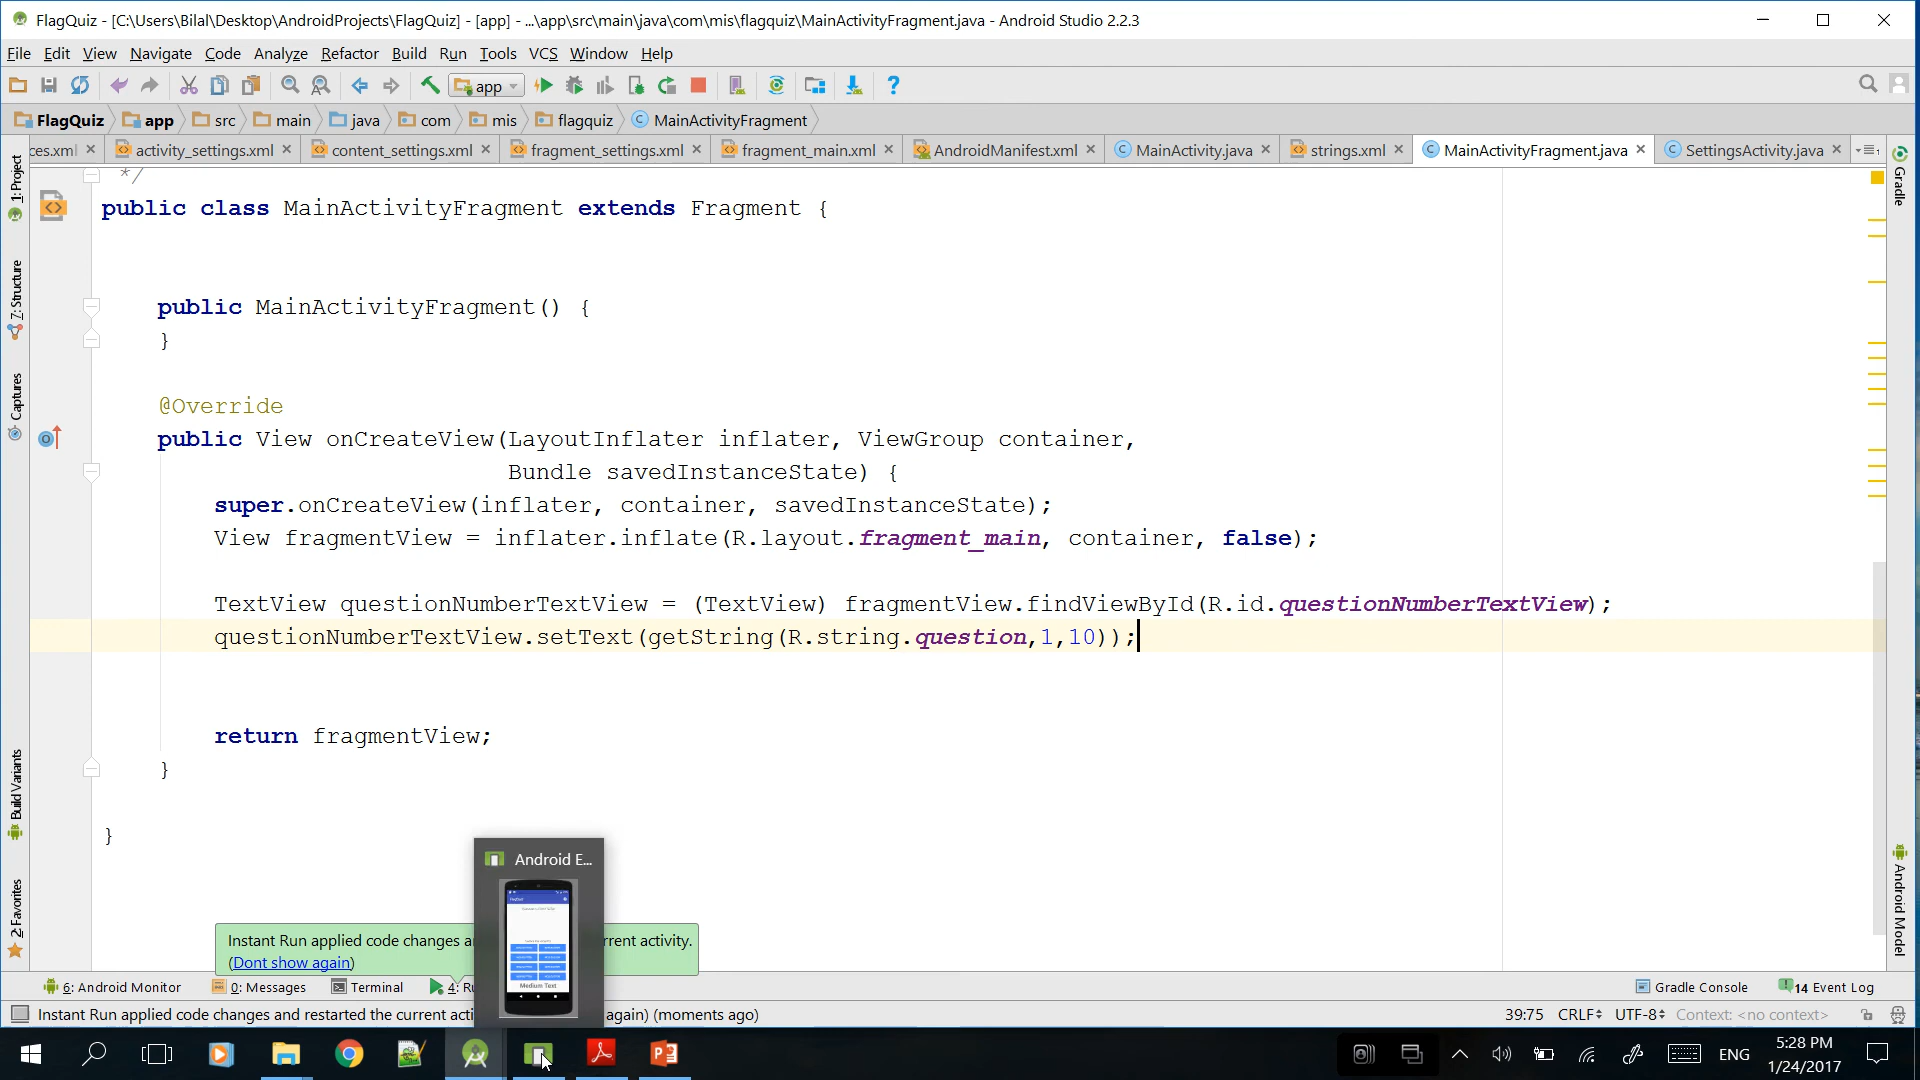 FlagQuiz - [C:\Users\Bilal\Desktop\AndroidProjects\FlagQuiz] - [app] - ...\app\src\main\java\com\mis\flagquiz\MainActivityFragment.java - Android Studio 2.2.3
File Edit View Navigate Code Analyze Refactor Build Run Tools VCS Window Help
app
FlagQuiz app src main java com mis flagquiz MainActivityFragment
ces.xml activity_settings.xml content_settings.xml fragment_settings.xml fragment_main.xml AndroidManifest.xml MainActivity.java strings.xml MainActivityFragment.java SettingsActivity.java
1: Project
7: Structure
Captures
Build Variants
2: Favorites
Gradle
Android Model
*/
public class MainActivityFragment extends Fragment {
public MainActivityFragment() {
}
@Override
public View onCreateView(LayoutInflater inflater, ViewGroup container,
Bundle savedInstanceState) {
super.onCreateView(inflater, container, savedInstanceState);
View fragmentView = inflater.inflate(R.layout.fragment_main, container, false);
TextView questionNumberTextView = (TextView) fragmentView.findViewById(R.id.questionNumberTextView);
questionNumberTextView.setText(getString(R.string.question,1,10));
return fragmentView;
}
}
Android E...
Medium Text
Instant Run applied code changes a rrent activity.
(Dont show again)
6: Android Monitor 0: Messages Terminal 4: Ru Gradle Console 14 Event Log
Instant Run applied code changes and restarted the current acti again) (moments ago) 39:75 CRLF UTF-8 Context: <no context>
ENG 5:28 PM
1/24/2017